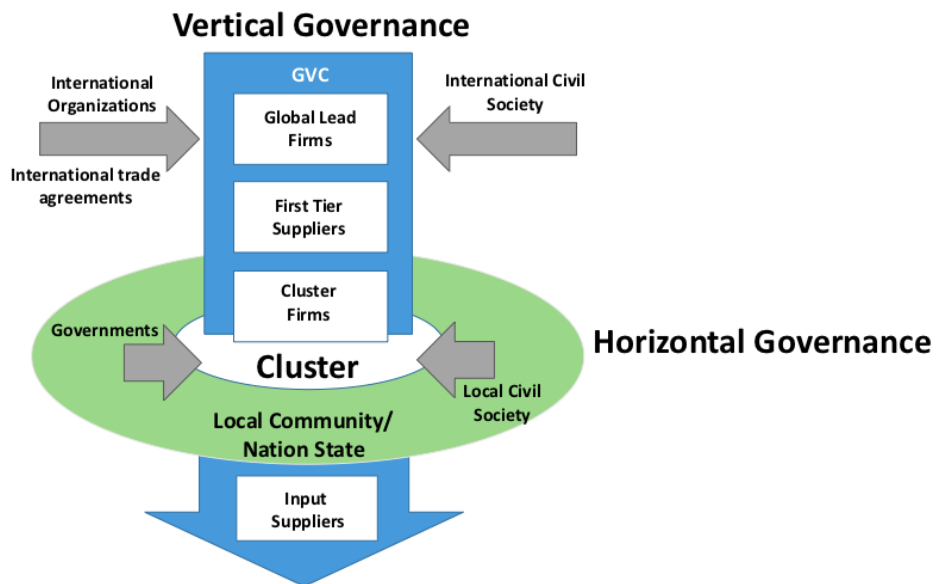 Vertical Governance
GVC
International
Organizations
International trade
agreements
International Civil
Society
Global Lead
Firms
First Tier
Suppliers
Cluster
Firms
Governments
Cluster
Local Civil
Society
Horizontal Governance
Local Community/
Nation State
Input
Suppliers